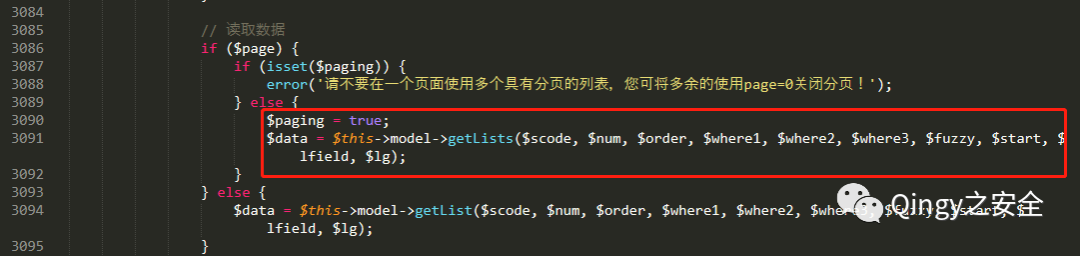 3084
3085 // 读取数据
3086 if ($page) {
3087 if (isset($paging)) {
3088 error('请不要在一个页面使用多个具有分页的列表，您可将多余的使用page=0关闭分页！');
3089 } else {
3090 $paging = true;
3091 $data = $this->model->getLists($scode, $num, $order, $where1, $where2, $where3, $fuzzy, $start, $
lfield, $lg);
3092 }
3093 } else {
3094 $data = $this->model->getList($scode, $num, $order, $where1, $where2, $where3, $fuzzy, $start, $
lfield, $lg);
3095 }
Qingy之安全